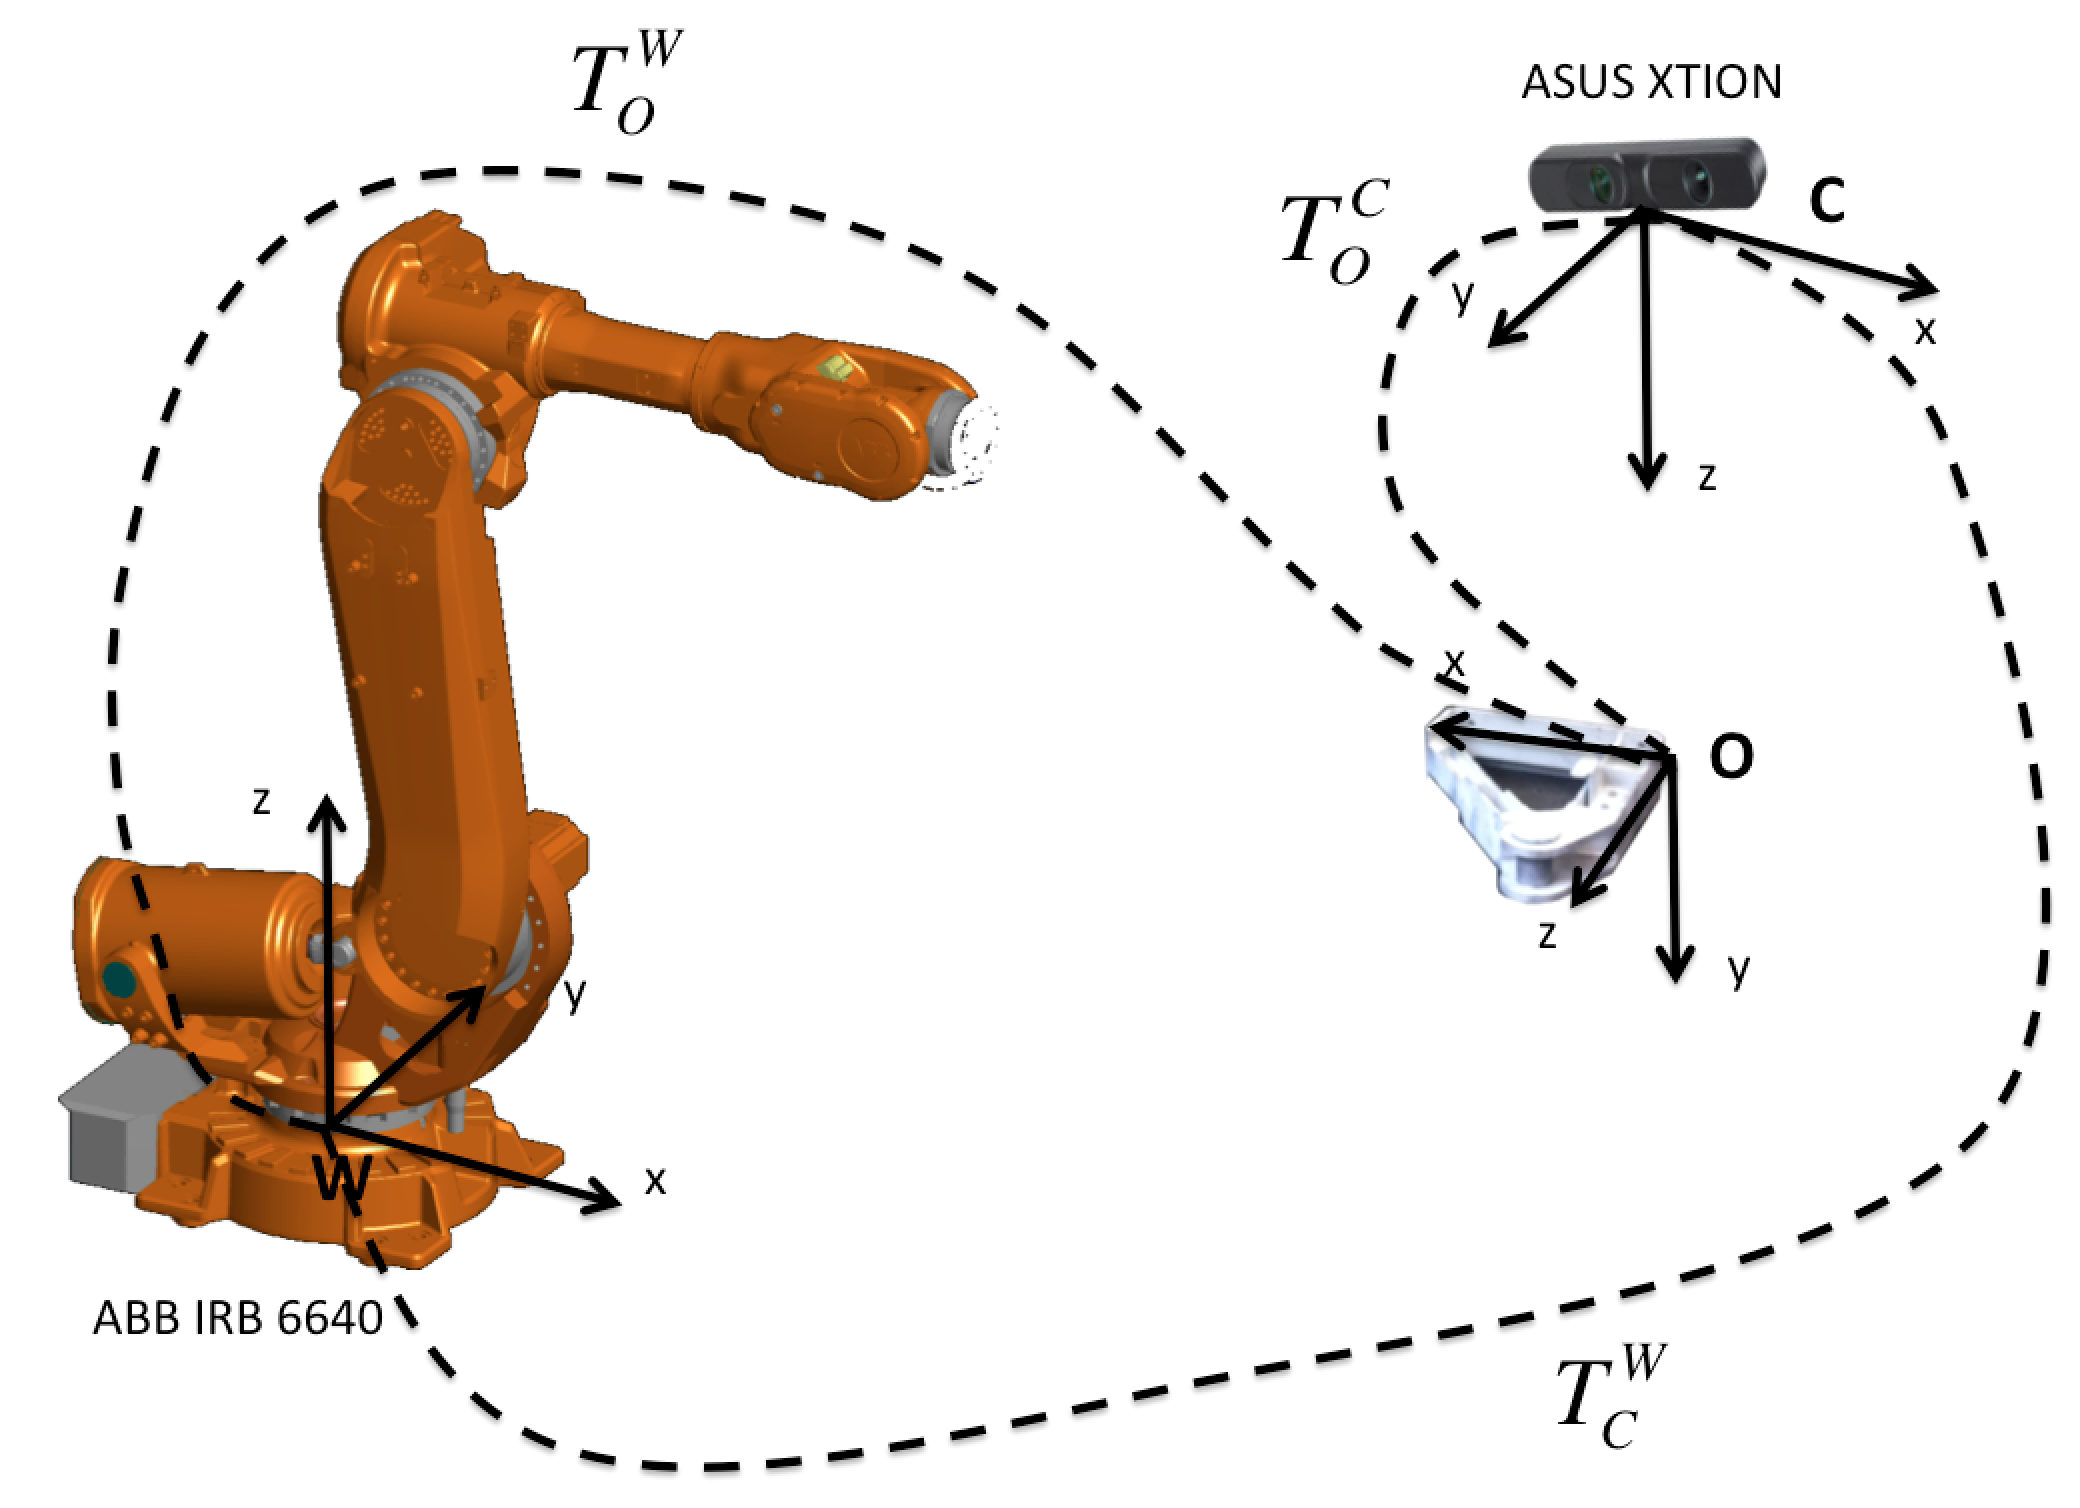 T_O^W
ASUS XTION
C
T_O^C
y
x
z
x
O
z
y
z
y
W
x
ABB IRB 6640
T_C^W